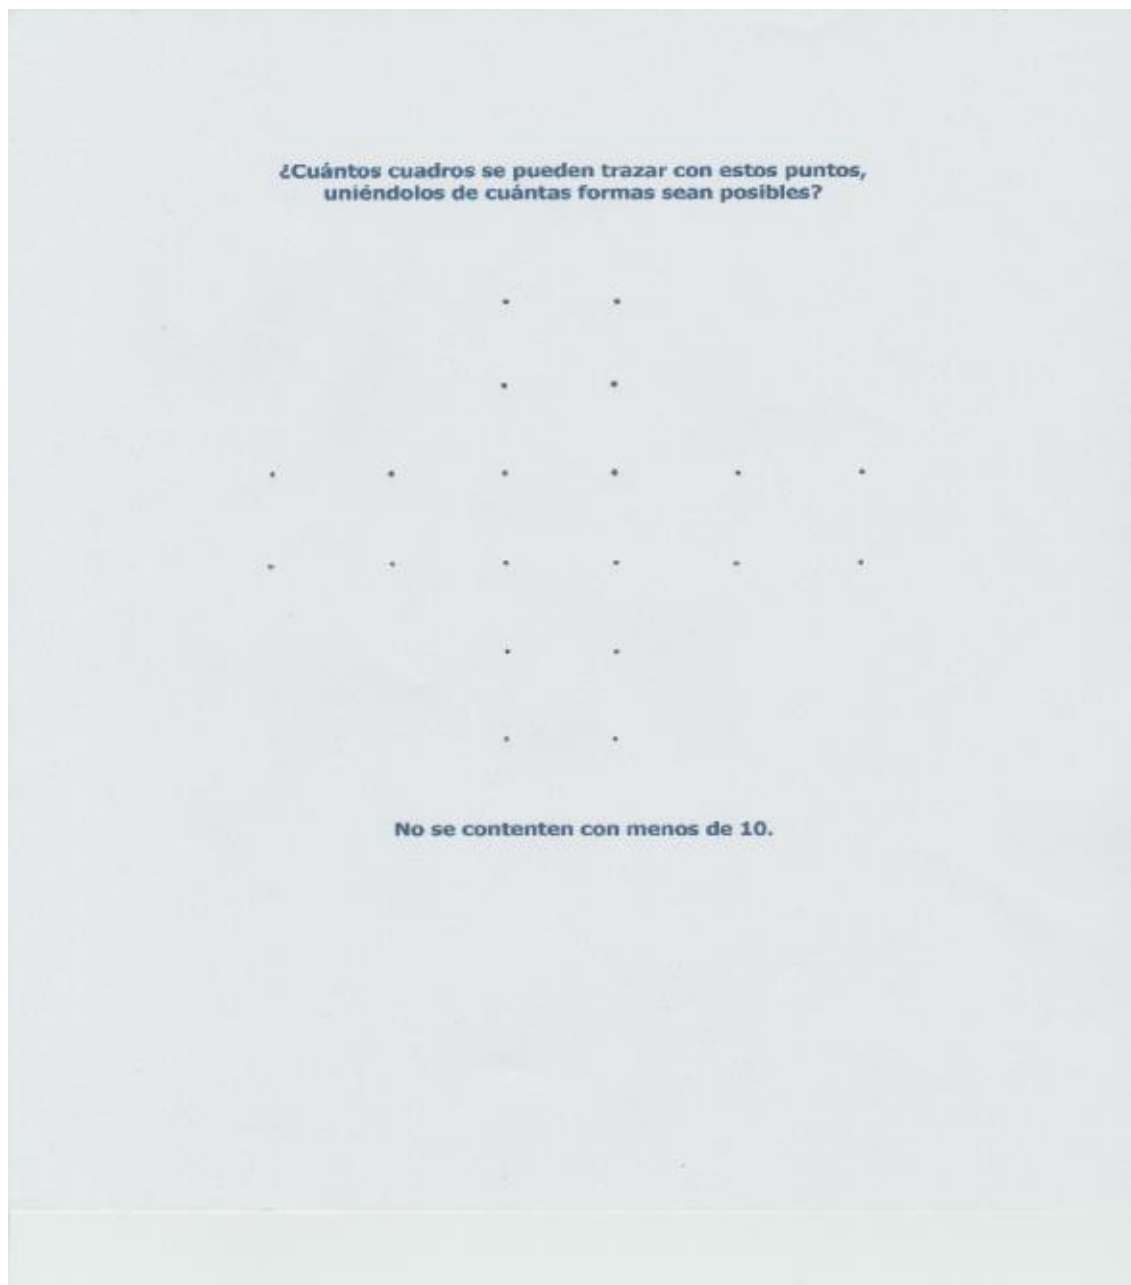 ¿Cuántos cuadros se pueden trazar con estos puntos,
uniéndolos de cuántas formas sean posibles?
No se contenten con menos de 10.